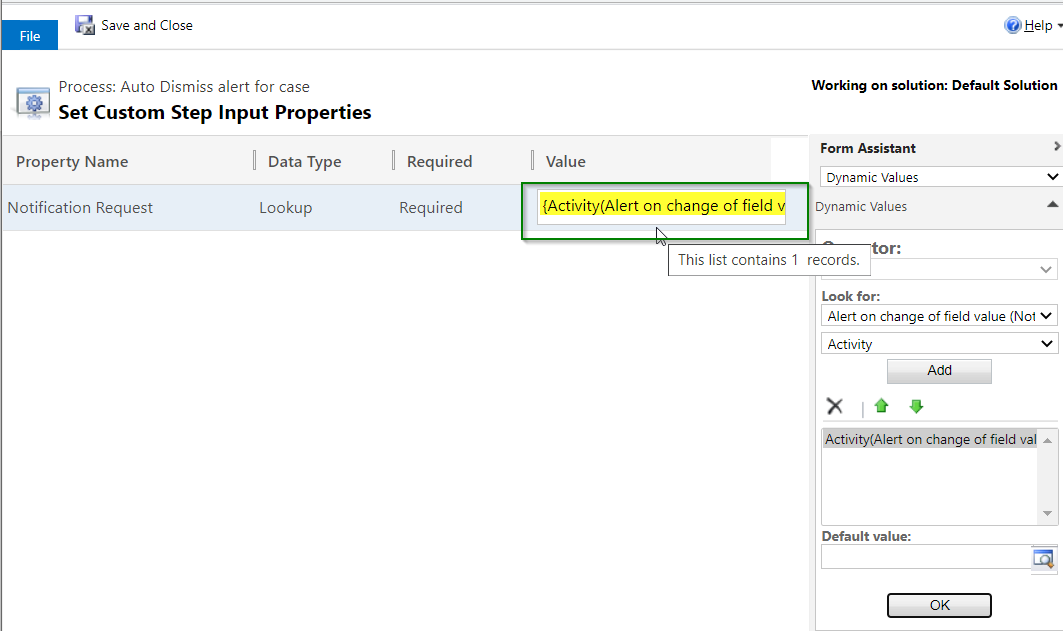 File
Save and Close
Help
Process: Auto Dismiss alert for case
Set Custom Step Input Properties
Working on solution: Default Solution
Property Name Data Type Required Value
Notification Request Lookup Required {Activity(Alert on change of field v
This list contains 1 records.
Form Assistant
Dynamic Values
Dynamic Values
Look for:
Alert on change of field value (Not
Activity
Add
Activity(Alert on change of field val
Default value:
OK